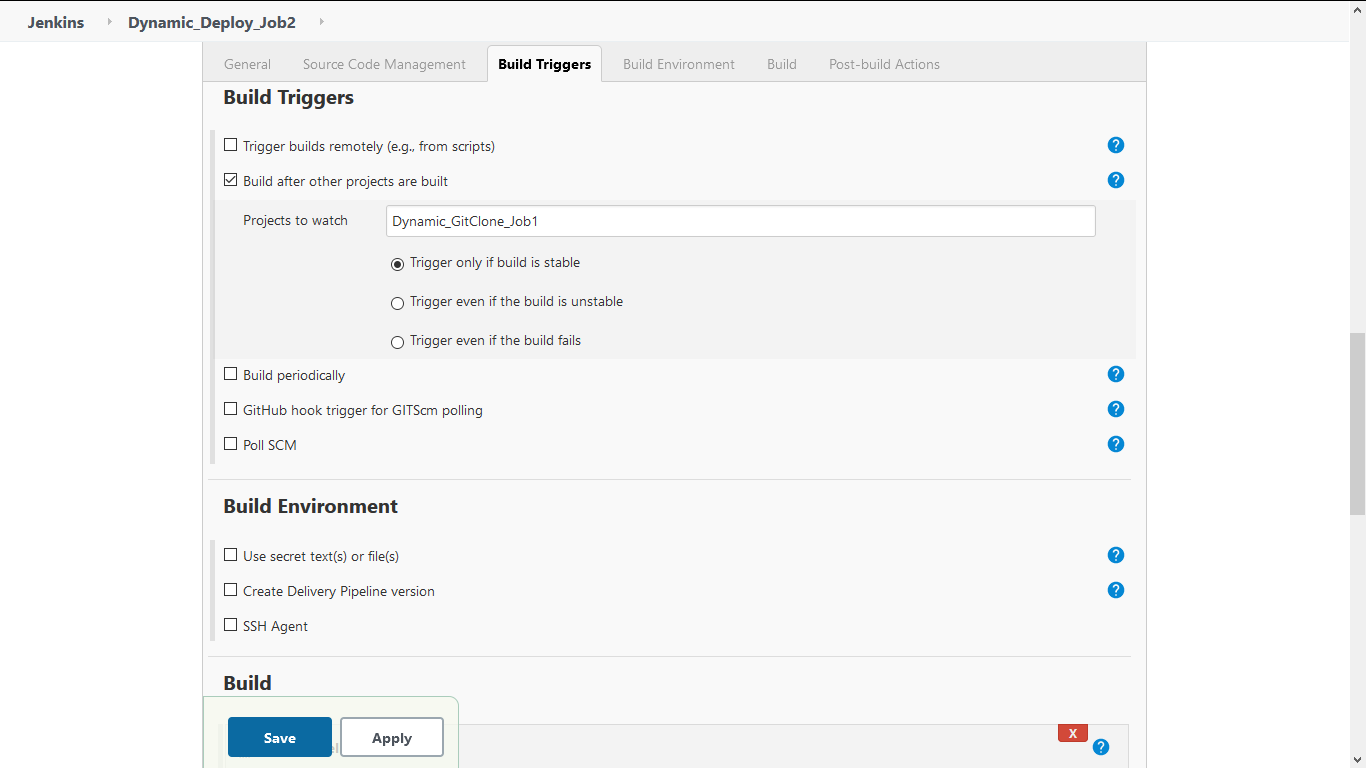 Jenkins Dynamic_Deploy_Job2
General Source Code Management Build Triggers Build Environment Build Post-build Actions
Build Triggers
Trigger builds remotely (e.g., from scripts)
Build after other projects are built
Projects to watch Dynamic_GitClone_Job1
Trigger only if build is stable
Trigger even if the build is unstable
Trigger even if the build fails
Build periodically
GitHub hook trigger for GITScm polling
Poll SCM
Build Environment
Use secret text(s) or file(s)
Create Delivery Pipeline version
SSH Agent
Build
Save Apply X